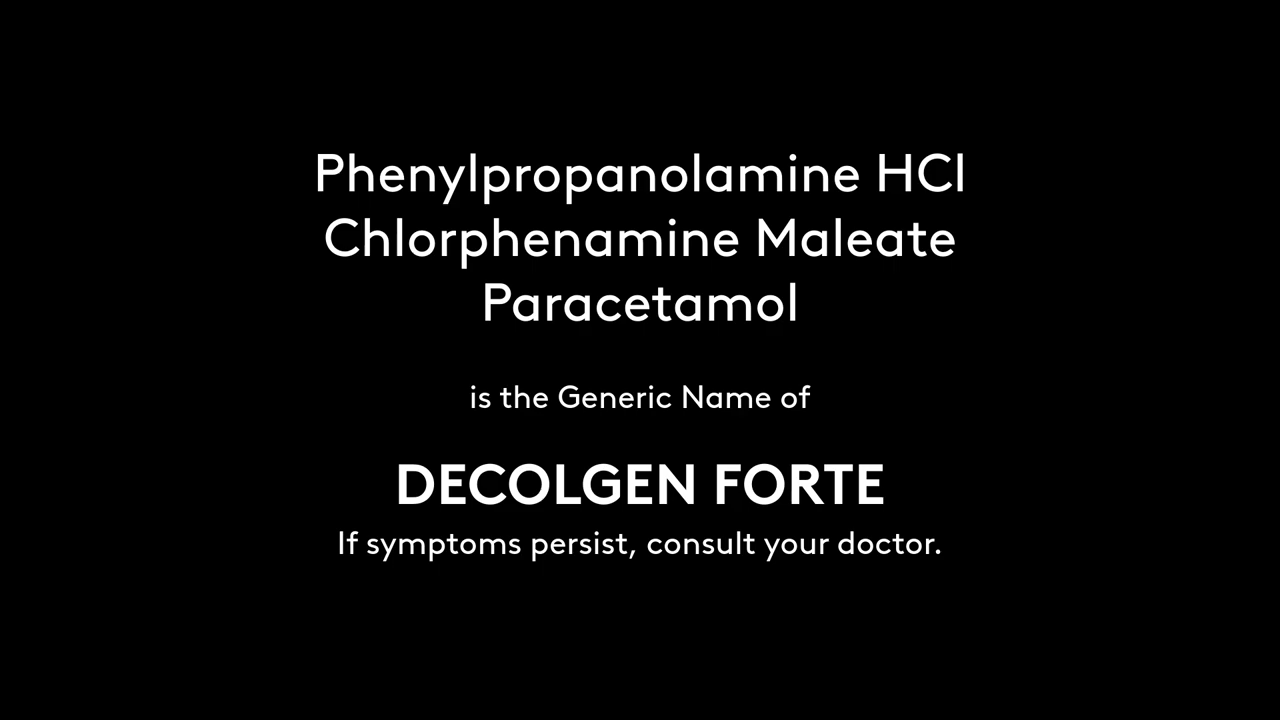 Phenylpropanolamine HCl
Chlorphenamine Maleate
Paracetamol
is the Generic Name of
DECOLGEN FORTE
If symptoms persist, consult your doctor.